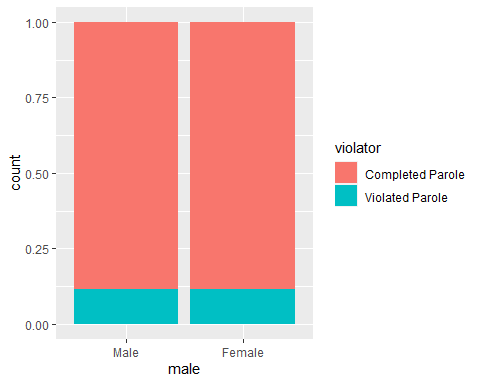 1.00
0.75
0.50
0.25
0.00
count
Male Female
male
violator
Completed Parole
Violated Parole